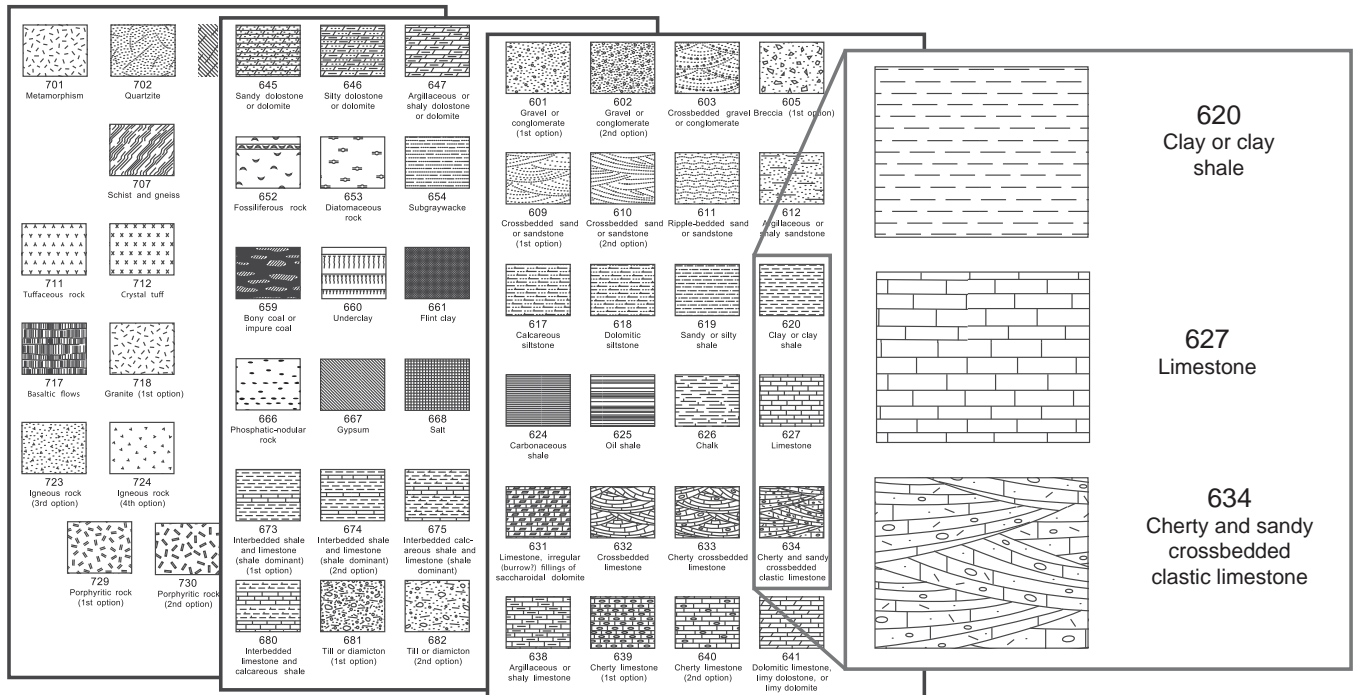 701
Metamorphism
702
Quartzite
707
Schist and gneiss
711
Tuffaceous rock
712
Crystal tuff
717
Basaltic flows
718
Granite (1st option)
723
Igneous rock
(3rd option)
724
Igneous rock
(4th option)
729
Porphyritic rock
(1st option)
730
Porphyritic rock
(2nd option)
645
Sandy dolostone
or dolomite
646
Silty dolostone
or dolomite
647
Argillaceous or
shaly dolostone
or dolomite
652
Fossiliferous rock
653
Diatomaceous
rock
654
Subgraywacke
659
Bony coal or
impure coal
660
Underclay
661
Flint clay
666
Phosphatic-nodular
rock
667
Gypsum
668
Salt
673
Interbedded shale
and limestone
(shale dominant)
(1st option)
674
Interbedded shale
and limestone
(shale dominant)
(2nd option)
675
Interbedded calc-
areous shale and
limestone (shale
dominant)
680
Interbedded
limestone and
calcareous shale
681
Till or diamicton
(1st option)
682
Till or diamicton
(2nd option)
601
Gravel or
conglomerate
(1st option)
602
Gravel or
conglomerate
(2nd option)
603
Crossbedded gravel
or conglomerate
605
Breccia (1st option)
609
Crossbedded sand
or sandstone
(1st option)
610
Crossbedded sand
or sandstone
(2nd option)
611
Ripple-bedded sand
or sandstone
612
Argillaceous or
shaly sandstone
617
Calcareous
siltstone
618
Dolomitic
siltstone
619
Sandy or silty
shale
620
Clay or clay
shale
624
Carbonaceous
shale
625
Oil shale
626
Chalk
627
Limestone
631
Limestone, irregular
(burrow?) fillings of
saccharoidal dolomite
632
Crossbedded
limestone
633
Cherty crossbedded
limestone
634
Cherty and sandy
crossbedded
clastic limestone
638
Argillaceous or
shaly limestone
639
Cherty limestone
(1st option)
640
Cherty limestone
(2nd option)
641
Dolomitic limestone,
limy dolostone, or
limy dolomite
620
Clay or clay
shale
627
Limestone
634
Cherty and sandy
crossbedded
clastic limestone